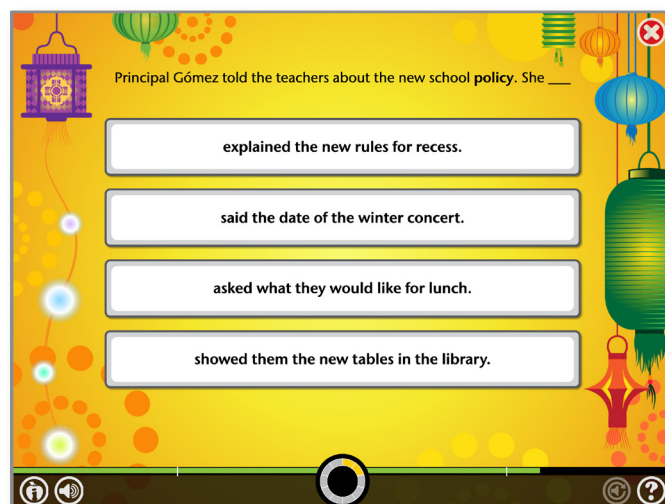 Principal Gómez told the teachers about the new school policy. She ___
explained the new rules for recess.
said the date of the winter concert.
asked what they would like for lunch.
showed them the new tables in the library.